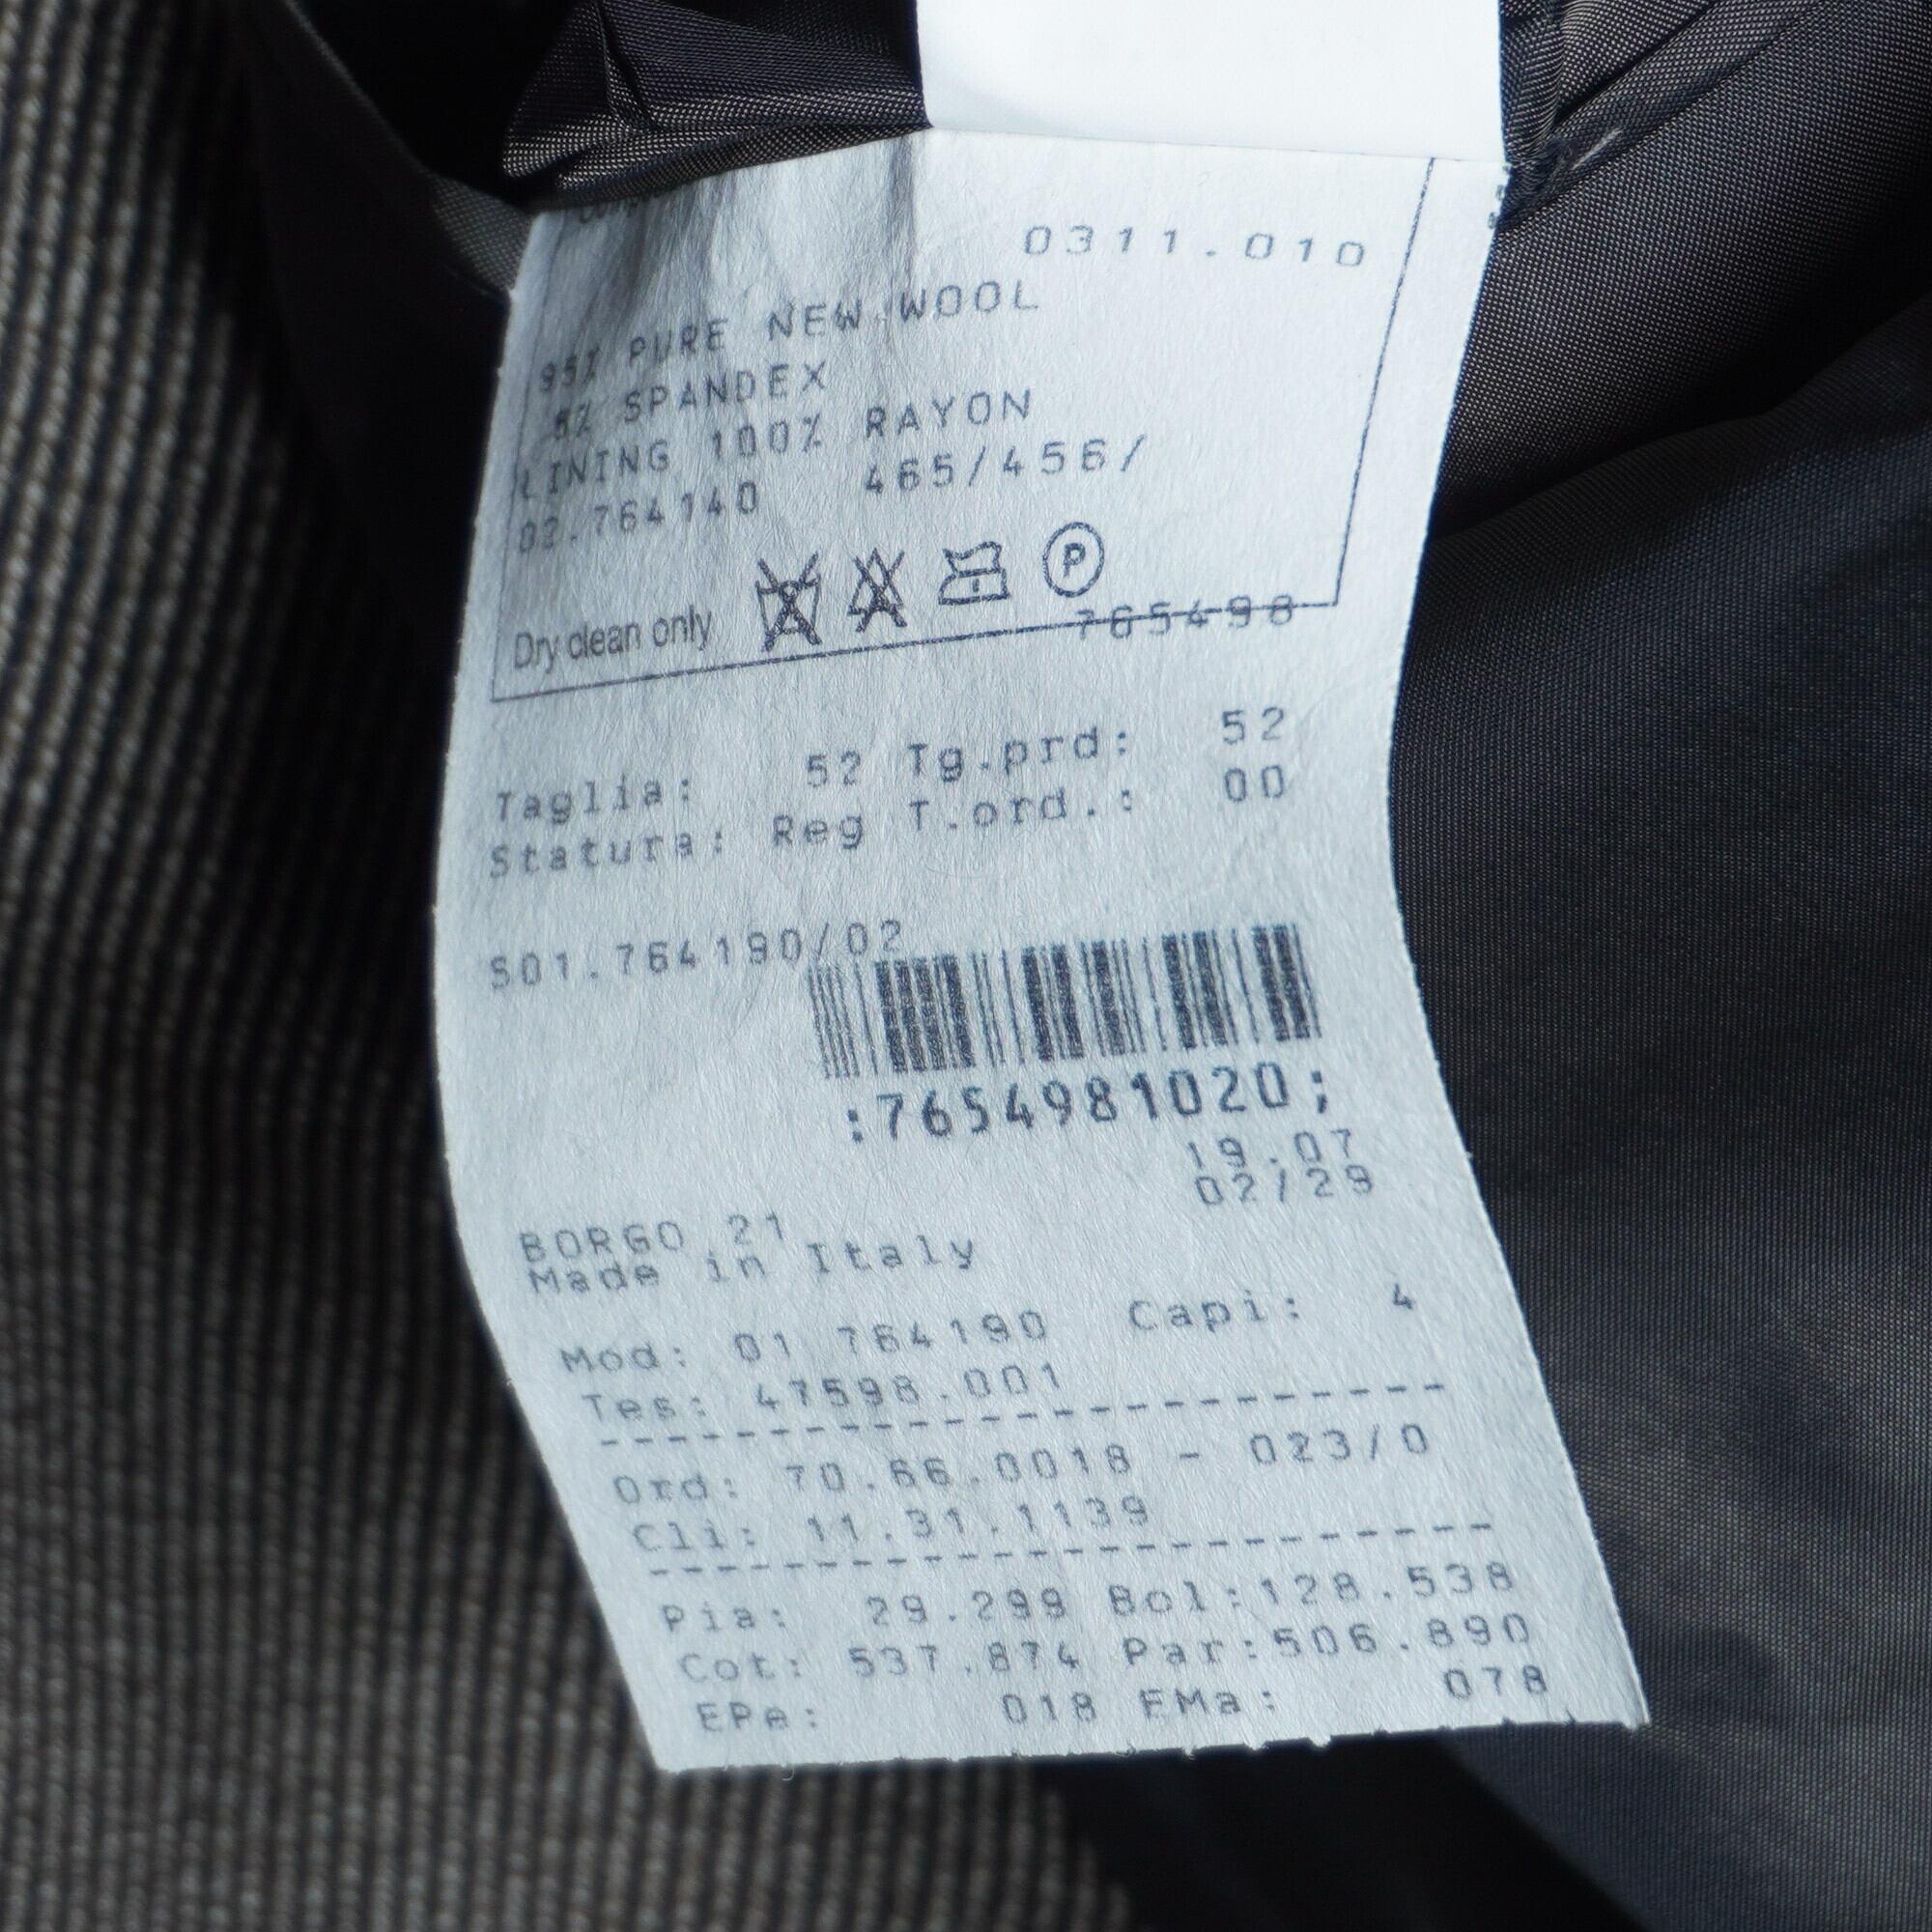 0311.010
95% PURE NEW WOOL
5% SPANDEX
LINING 100% RAYON
02.764140 465/456/
Dry clean only P
765498
Taglia: 52 Tg.prd: 52
Statura: Reg T.ord.: 00
S01.764190/02
:7654981020;
19.07
02/29
BORGO 21
Made in Italy
Mod: 01 764190 Capi: 4
Tes: 47598.001
--------------------------
Ord: 70.66.0018 - 023/0
Cli: 11.31.1139
--------------------------
Pia: 29.299 Bol:128.538
Cot: 537.874 Par:506.890
EPe: 018 EMa: 078